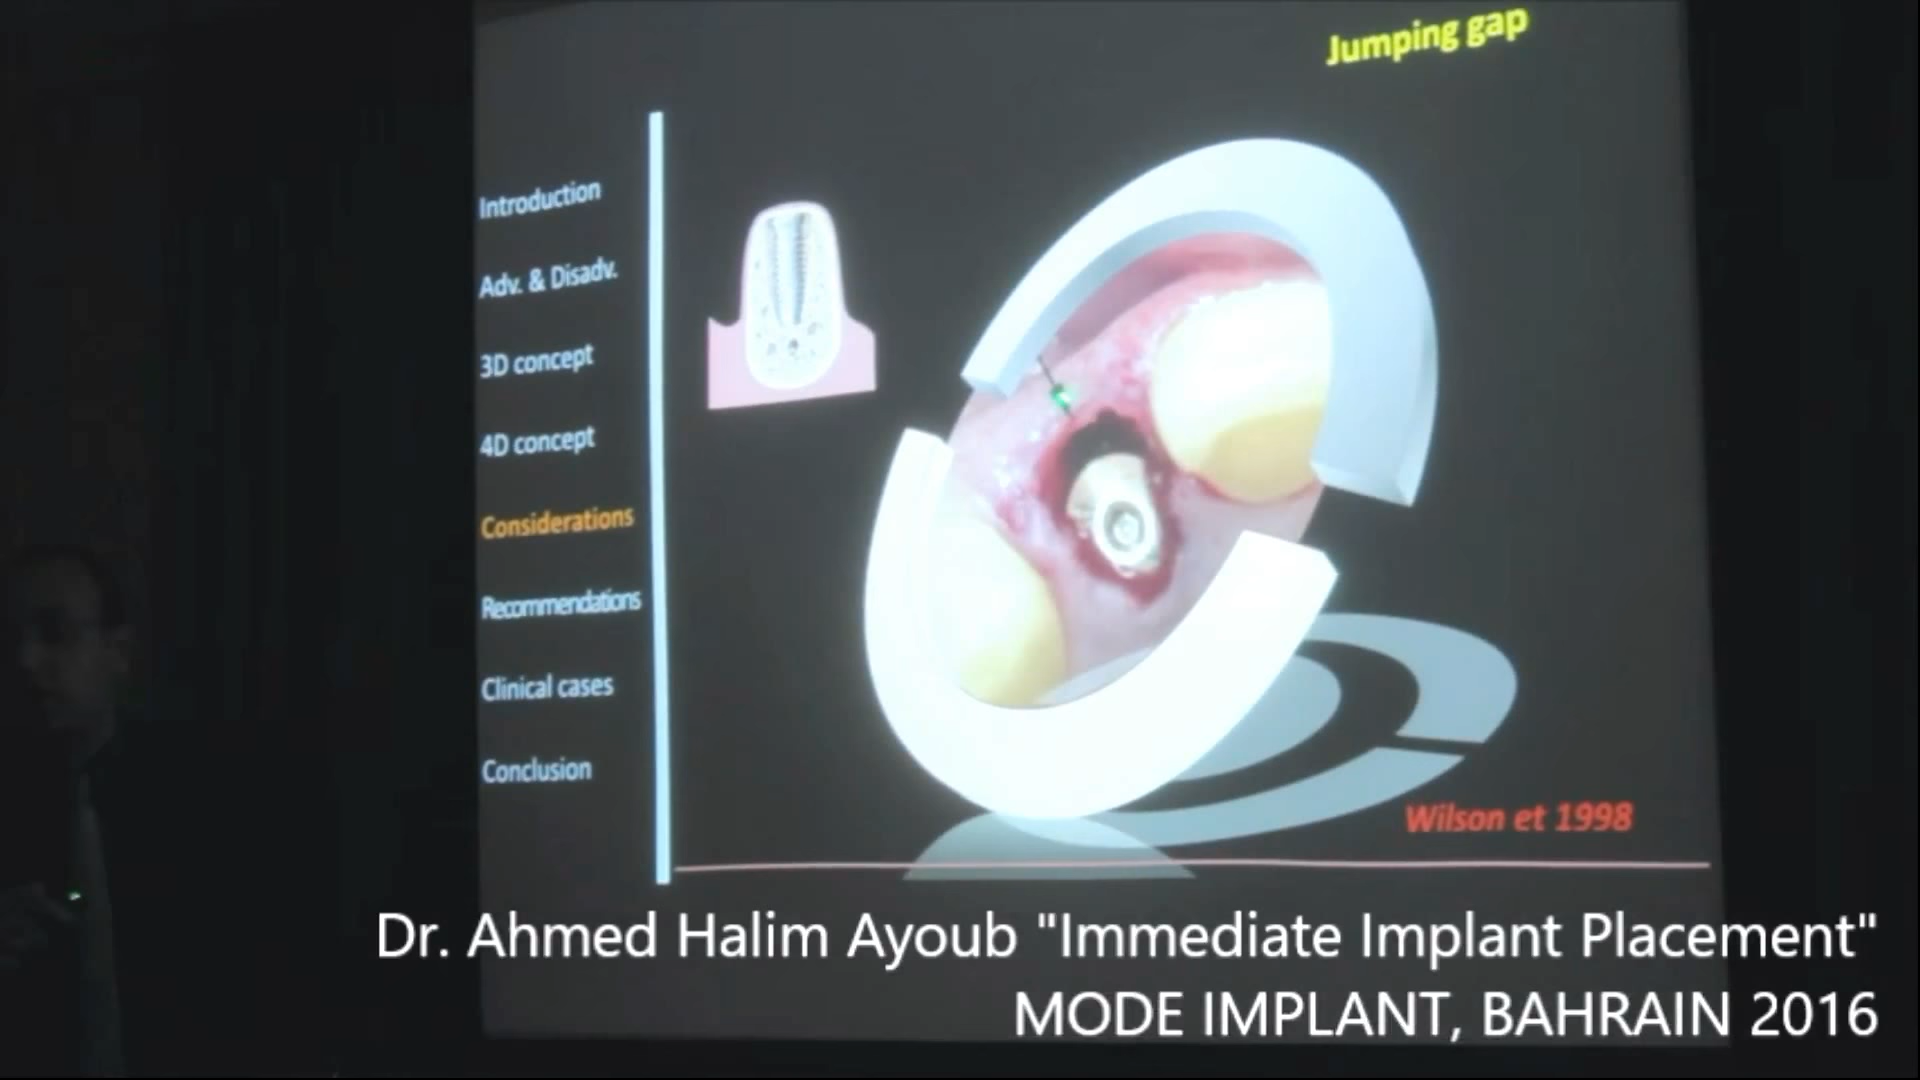 Jumping gap
Introduction
Adv. & Disadv.
3D concept
4D concept
Considerations
Recommendations
Clinical cases
Conclusion
Wilson et 1998
Dr. Ahmed Halim Ayoub "Immediate Implant Placement"
MODE IMPLANT, BAHRAIN 2016